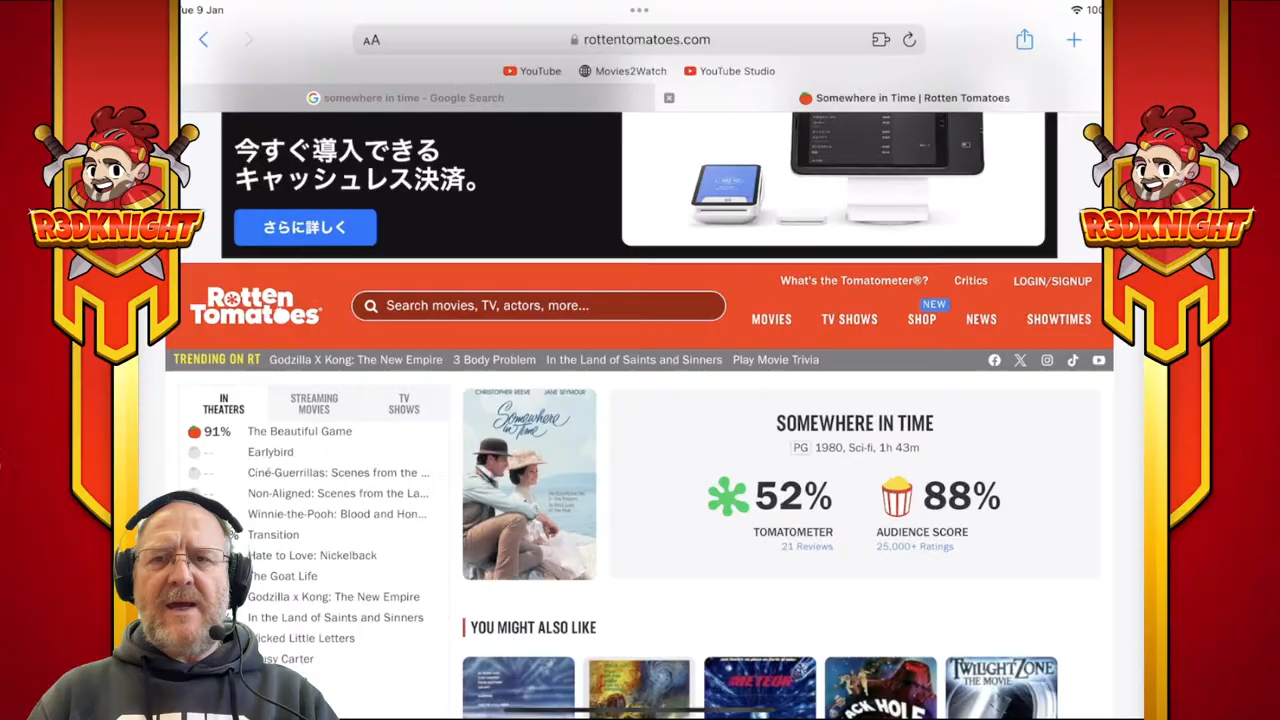 ue 9 Jan
100
AA
rottentomatoes.com
YouTube
Movies2Watch
YouTube Studio
somewhere in time - Google Search
Somewhere in Time | Rotten Tomatoes
今すぐ導入できる
キャッシュレス決済。
さらに詳しく
R3DKNIGHT
R3DKNIGHT
What's the Tomatometer®?
Critics
LOGIN/SIGNUP
Rotten
Tomatoes
Search movies, TV, actors, more...
NEW
MOVIES
TV SHOWS
SHOP
NEWS
SHOWTIMES
TRENDING ON RT
Godzilla X Kong: The New Empire
3 Body Problem
In the Land of Saints and Sinners
Play Movie Trivia
IN
THEATERS
STREAMING
MOVIES
TV
SHOWS
91% The Beautiful Game
-- Earlybird
-- Ciné-Guerrillas: Scenes from the ...
-- Non-Aligned: Scenes from the La...
Winnie-the-Pooh: Blood and Hon...
% Transition
Hate to Love: Nickelback
The Goat Life
Godzilla x Kong: The New Empire
In the Land of Saints and Sinners
Wicked Little Letters
Carter
CHRISTOPHER REEVE JANE SEYMOUR
Somewhere
in Time
SOMEWHERE IN TIME
PG 1980, Sci-fi, 1h 43m
52%
88%
TOMATOMETER
AUDIENCE SCORE
21 Reviews
25,000+ Ratings
YOU MIGHT ALSO LIKE
METEOR
ACK HOLE
TWILIGHT ZONE
THE MOVIE